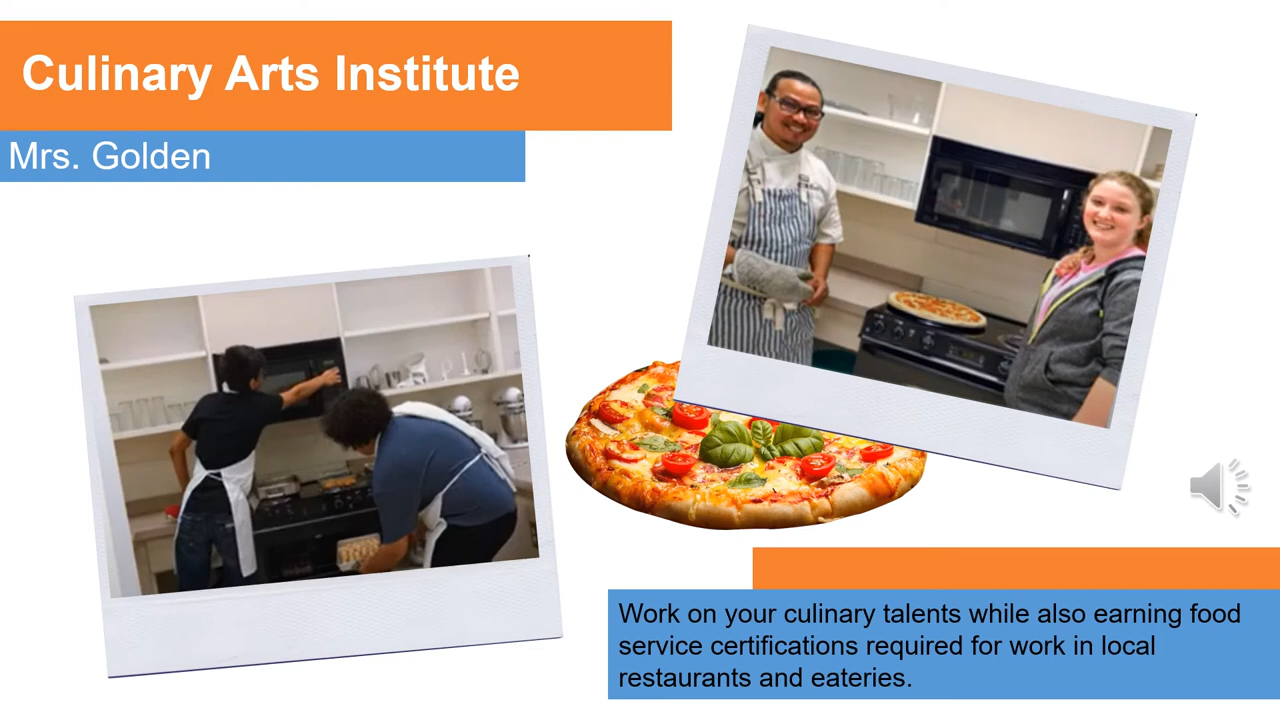 Culinary Arts Institute
Mrs. Golden
Work on your culinary talents while also earning food
service certifications required for work in local
restaurants and eateries.